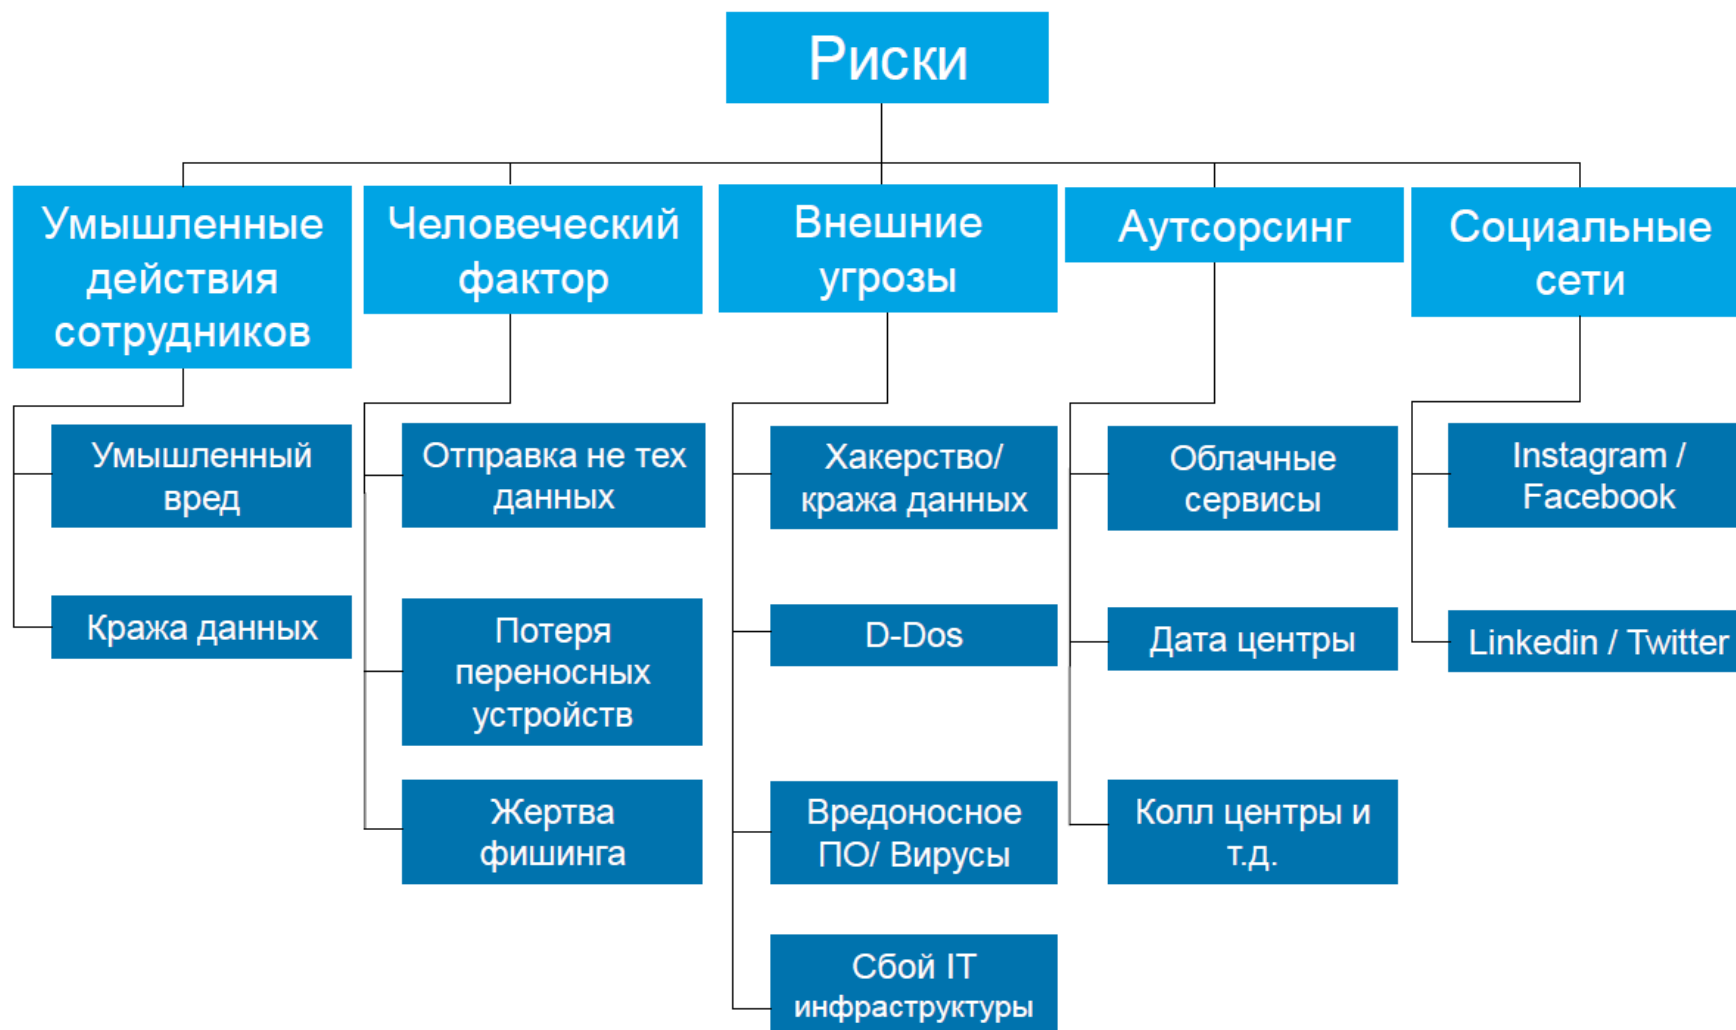 Риски
Умышленные
действия
сотрудников
Человеческий
фактор
Внешние
угрозы
Аутсорсинг
Социальные
сети
Умышленный
вред
Кража данных
Отправка не тех
данных
Потеря
переносных
устройств
Жертва
фишинга
Хакерство/
кража данных
D-Dos
Вредоносное
ПО/ Вирусы
Сбой IT
инфраструктуры
Облачные
сервисы
Дата центры
Колл центры и
т.д.
Instagram /
Facebook
Linkedin / Twitter